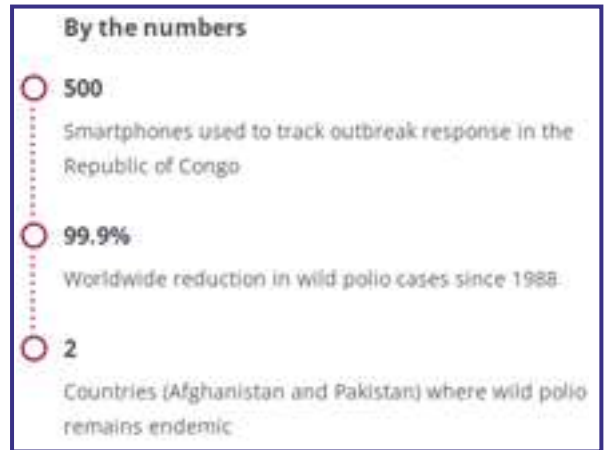 By the numbers
500
Smartphones used to track outbreak response in the
Republic of Congo
99.9%
Worldwide reduction in wild polio cases since 1988
2
Countries (Afghanistan and Pakistan) where wild polio
remains endemic